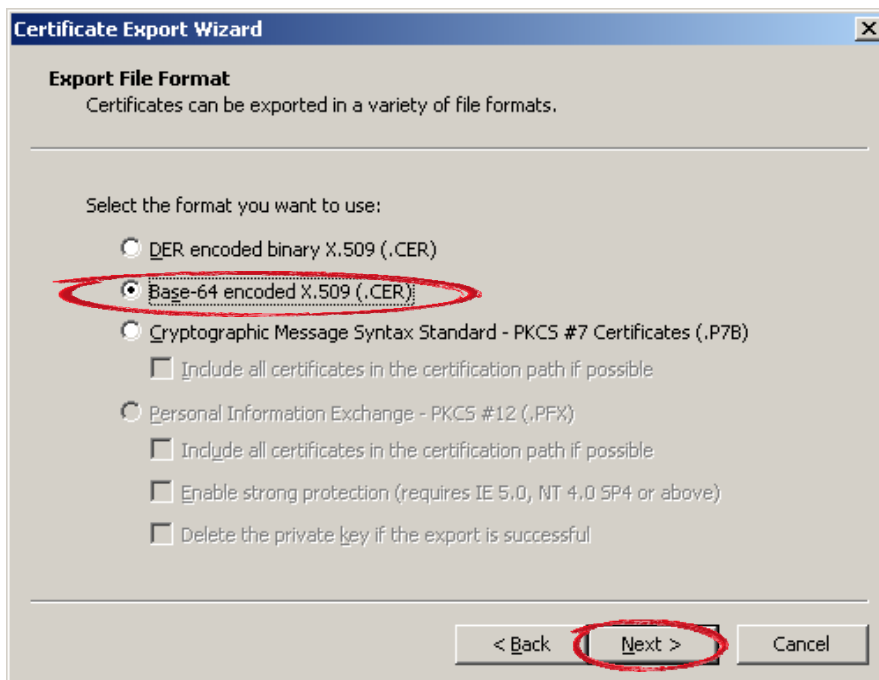 Certificate Export Wizard
Export File Format
Certificates can be exported in a variety of file formats.
Select the format you want to use:
DER encoded binary X.509 (.CER)
Base-64 encoded X.509 (.CER)
Cryptographic Message Syntax Standard - PKCS #7 Certificates (.P7B)
Include all certificates in the certification path if possible
Personal Information Exchange - PKCS #12 (.PFX)
Include all certificates in the certification path if possible
Enable strong protection (requires IE 5.0, NT 4.0 SP4 or above)
Delete the private key if the export is successful
< Back Next > Cancel